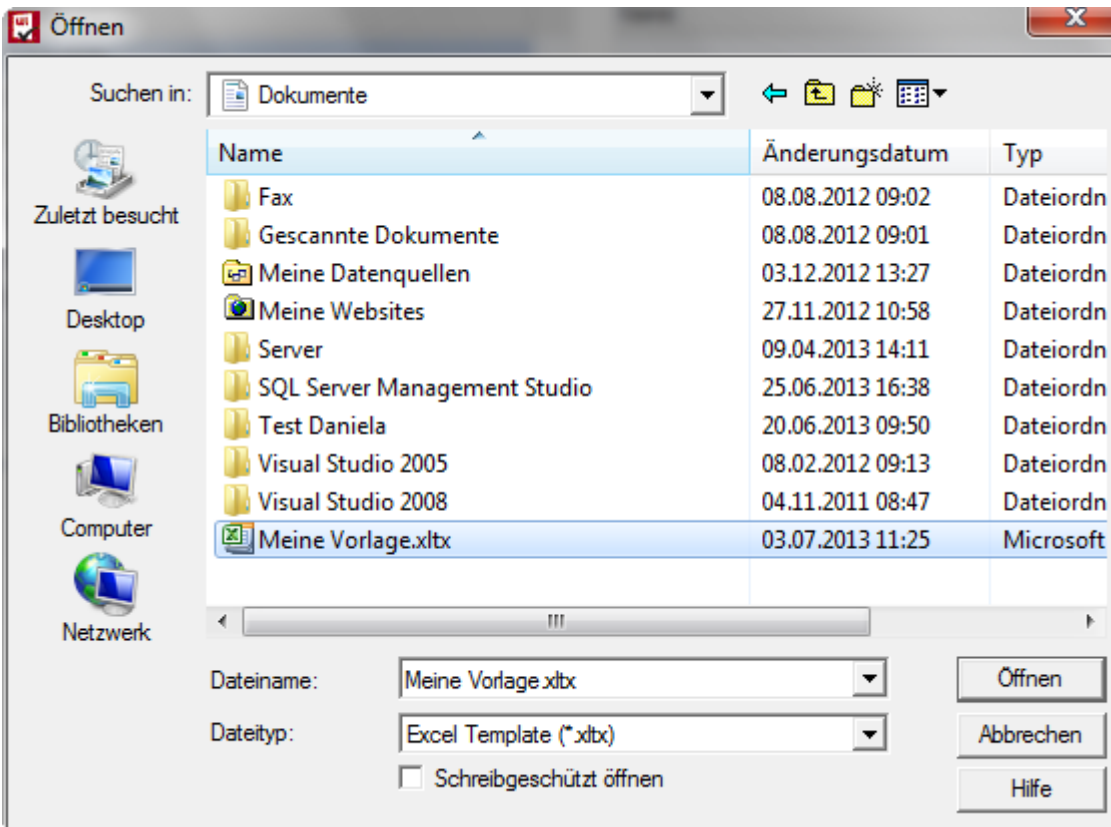 Öffnen
Suchen in: Dokumente
Name Änderungsdatum Typ
Fax 08.08.2012 09:02 Dateiordn
Gescannte Dokumente 08.08.2012 09:01 Dateiordn
Meine Datenquellen 03.12.2012 13:27 Dateiordn
Meine Websites 27.11.2012 10:58 Dateiordn
Server 09.04.2013 14:11 Dateiordn
SQL Server Management Studio 25.06.2013 16:38 Dateiordn
Test Daniela 20.06.2013 09:50 Dateiordn
Visual Studio 2005 08.02.2012 09:13 Dateiordn
Visual Studio 2008 04.11.2011 08:47 Dateiordn
Meine Vorlage.xltx 03.07.2013 11:25 Microsoft
Zuletzt besucht
Desktop
Bibliotheken
Computer
Netzwerk
Dateiname: Meine Vorlage.xltx Öffnen
Dateityp: Excel Template (*.xltx) Abbrechen
Schreibgeschützt öffnen
Hilfe